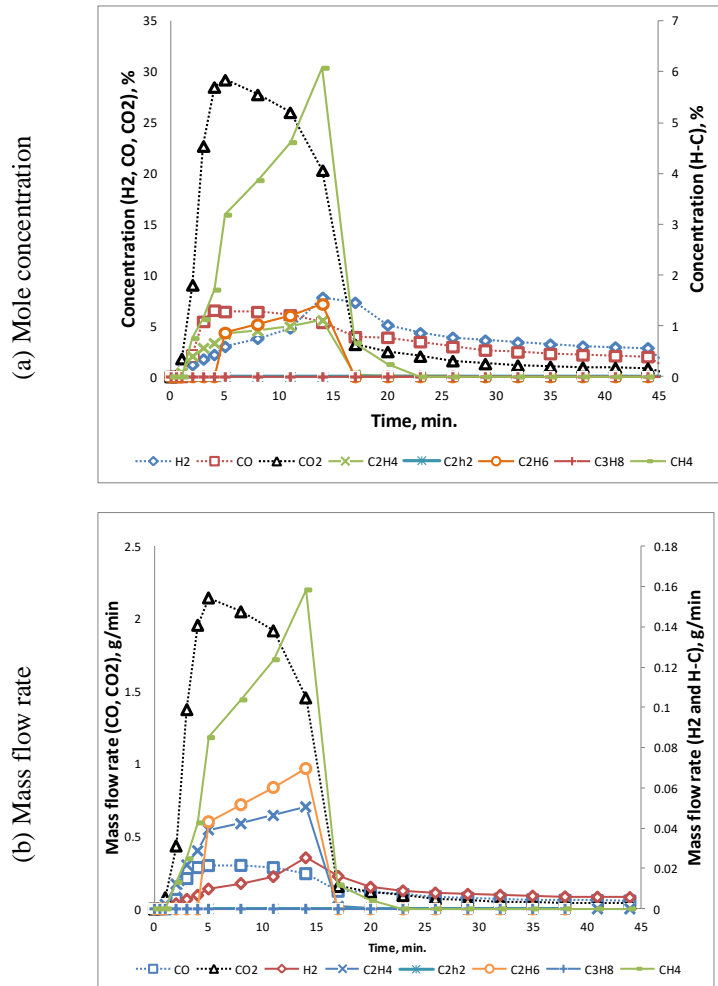 (a) Mole concentration
Concentration (H2, CO, CO2), %
35
30
25
20
15
10
5
0
7
6
5
4
3
2
1
0
Concentration (H-C), %
0 5 10 15 20 25 30 35 40 45
Time, min.
H2 CO CO2 C2H4 C2h2 C2H6 C3H8 CH4
(b) Mass flow rate
Mass flow rate (CO, CO2), g/min
2.5
2
1.5
1
0.5
0
0.18
0.16
0.14
0.12
0.1
0.08
0.06
0.04
0.02
0
Mass flow rate (H2 and H-C), g/min
0 5 10 15 20 25 30 35 40 45
Time, min.
CO CO2 H2 C2H4 C2h2 C2H6 C3H8 CH4